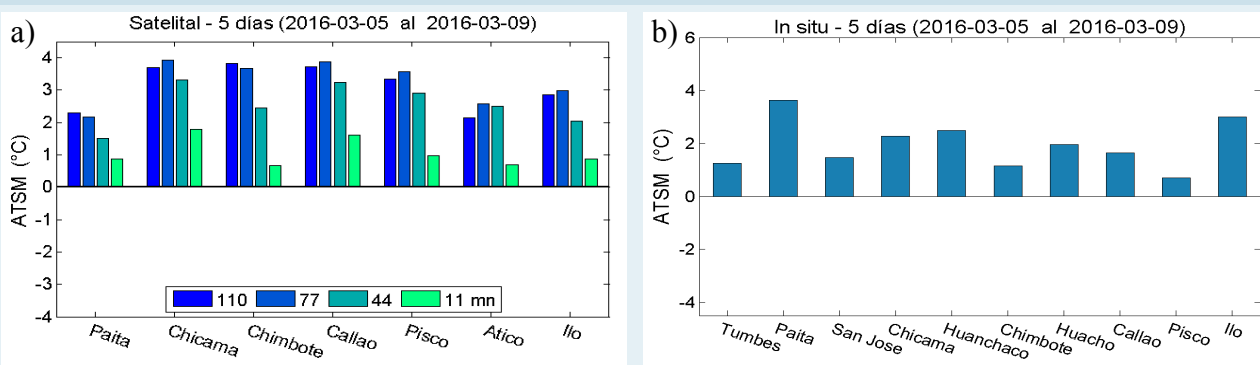 a)
Satelital - 5 días (2016-03-05 al 2016-03-09)
ATSM (°C)
4
3
2
1
0
-1
-2
-3
-4
110 77 44 11 mn
Paita Chicama Chimbote Callao Pisco Atico Ilo
b)
In situ - 5 días (2016-03-05 al 2016-03-09)
ATSM (°C)
6
4
2
0
-2
-4
Tumbes Paita San Jose Chicama Huanchaco Chimbote Huacho Callao Pisco Ilo